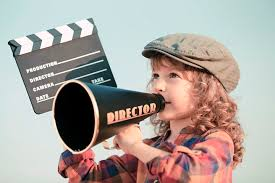 PRODUCTION
DIRECTOR
CAMERA
DATE
TAKE
DIRECTOR